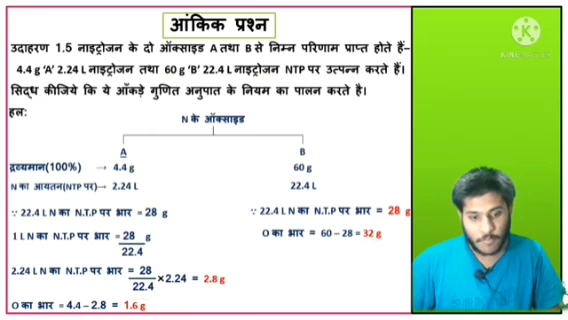 आंकिक प्रश्न
उदाहरण 1.5 नाइट्रोजन के दो ऑक्साइड A तथा B से निम्न परिणाम प्राप्त होते हैं–
4.4 g ‘A’ 2.24 L नाइट्रोजन तथा 60 g ‘B’ 22.4 L नाइट्रोजन NTP पर उत्पन्न करते हैं।
सिद्ध कीजिये कि ये आँकड़े गुणित अनुपात के नियम का पालन करते है।
हल:
N के ऑक्साइड
A B
द्रव्यमान(100%) → 4.4 g 60 g
N का आयतन(NTP पर)→ 2.24 L 22.4 L
∵ 22.4 L N का N.T.P पर भार = 28 g ∵ 22.4 L N का N.T.P पर भार = 28 g
1 L N का N.T.P पर भार = 28/22.4 g O का भार = 60 – 28 = 32 g
2.24 L N का N.T.P पर भार = 28/22.4 ×2.24 = 2.8 g
O का भार = 4.4 – 2.8 = 1.6 g